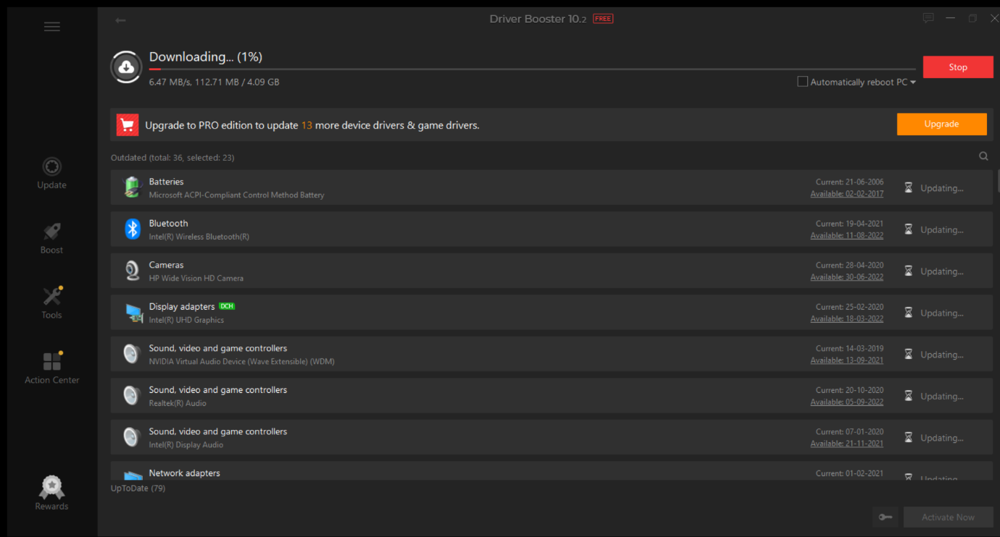 Driver Booster 10.2 FREE
Downloading... (1%)
Stop
6.47 MB/s, 112.71 MB / 4.09 GB
Automatically reboot PC
Upgrade to PRO edition to update 13 more device drivers & game drivers.
Upgrade
Outdated (total: 36, selected: 23)
Batteries
Microsoft ACPI-Compliant Control Method Battery
Current: 21-06-2006
Available: 02-02-2017
Updating...
Bluetooth
Intel(R) Wireless Bluetooth(R)
Current: 19-04-2021
Available: 11-08-2022
Updating...
Cameras
HP Wide Vision HD Camera
Current: 28-04-2020
Available: 30-06-2022
Updating...
Display adapters DCH
Intel(R) UHD Graphics
Current: 25-02-2020
Available: 18-03-2022
Updating...
Sound, video and game controllers
NVIDIA Virtual Audio Device (Wave Extensible) (WDM)
Current: 14-03-2019
Available: 13-09-2021
Updating...
Sound, video and game controllers
Realtek(R) Audio
Current: 20-10-2020
Available: 05-09-2022
Updating...
Sound, video and game controllers
Intel(R) Display Audio
Current: 07-01-2020
Available: 21-11-2021
Updating...
Network adapters
Current: 01-02-2021
Updating...
UpToDate (79)
Activate Now
Update
Boost
Tools
Action Center
Rewards